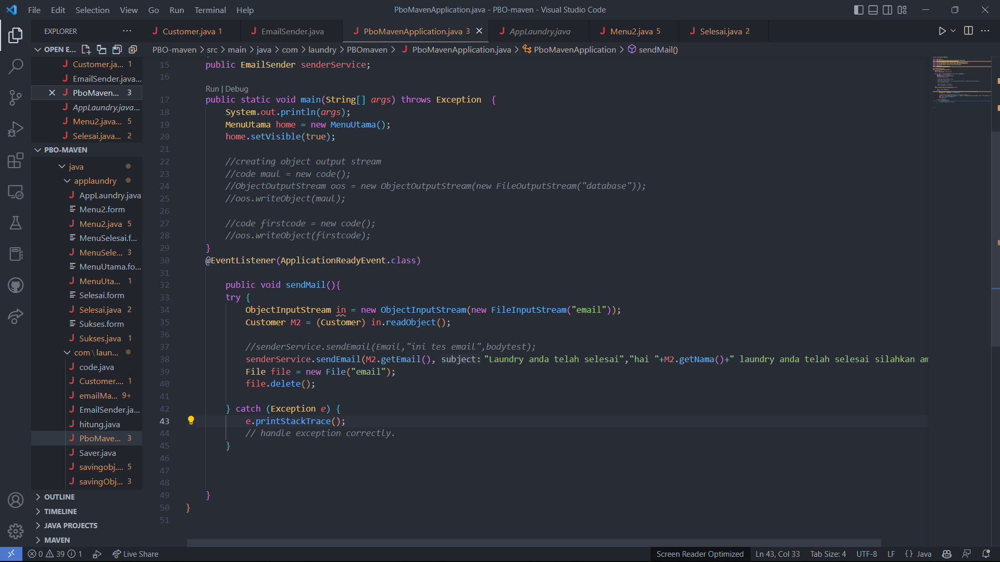 File Edit Selection View Go Run Terminal Help
PboMavenApplication.java - PBO-maven - Visual Studio Code
EXPLORER
Customer.java 1
EmailSender.java
PboMavenApplication.java 3
AppLaundry.java
Menu2.java 5
Selesai.java 2
OPEN E...
PBO-maven > src > main > java > com > laundry > PBOmaven > PboMavenApplication.java > PboMavenApplication > sendMail()
Customer.ja... 1
EmailSender.java...
PboMaven... 3
AppLaundry.java...
Menu2.java... 5
Selesai.java... 2
PBO-MAVEN
java
applaundry
AppLaundry.java
Menu2.form
Menu2.java 5
MenuSelesai.f...
MenuSele... 3
MenuUtama.fo...
MenuUta... 1
Selesai.form
Selesai.java 2
Sukses.form
Sukses.java 1
com\laun...
code.java
Customer.... 1
emailMa... 9+
EmailSender.ja...
hitung.java
PboMave... 3
Saver.java
savingobj.... 5
savingObj... 3
OUTLINE
TIMELINE
JAVA PROJECTS
MAVEN
15 public EmailSender senderService;
16
Run | Debug
17 public static void main(String[] args) throws Exception {
18 System.out.println(args);
19 MenuUtama home = new MenuUtama();
20 home.setVisible(true);
21
22 //creating object output stream
23 //code maul = new code();
24 //ObjectOutputStream oos = new ObjectOutputStream(new FileOutputStream("database"));
25 //oos.writeObject(maul);
26
27 //code firstcode = new code();
28 //oos.writeObject(firstcode);
29 }
30 @EventListener(ApplicationReadyEvent.class)
31
32 public void sendMail(){
33 try {
34 ObjectInputStream in = new ObjectInputStream(new FileInputStream("email"));
35 Customer M2 = (Customer) in.readObject();
36
37 //senderService.sendEmail(Email,"ini tes email",bodytest);
38 senderService.sendEmail(M2.getEmail(), subject: "Laundry anda telah selesai","hai "+M2.getNama()+" laundry anda telah selesai silahkan am
39 File file = new File("email");
40 file.delete();
41
42 } catch (Exception e) {
43 e.printStackTrace();
44 // handle exception correctly.
45 }
46
47
48
49 }
50 }
51
0 39 1 Live Share
Screen Reader Optimized Ln 43, Col 33 Tab Size: 4 UTF-8 LF {} Java